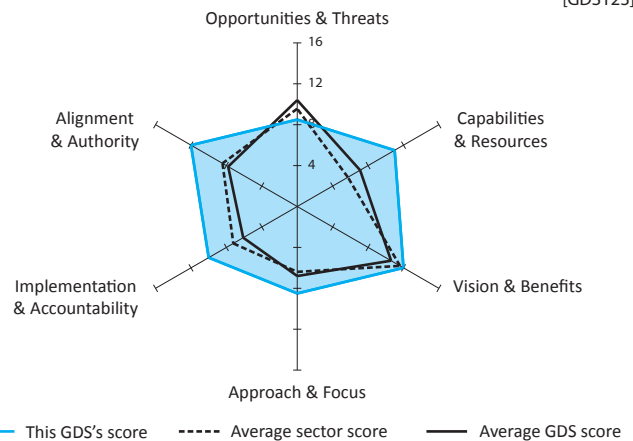 [GDS123]
Opportunities & Threats
16
12
4
Alignment
& Authority
Capabilities
& Resources
Implementation
& Accountability
Vision & Benefits
Approach & Focus
This GDS's score
Average sector score
Average GDS score